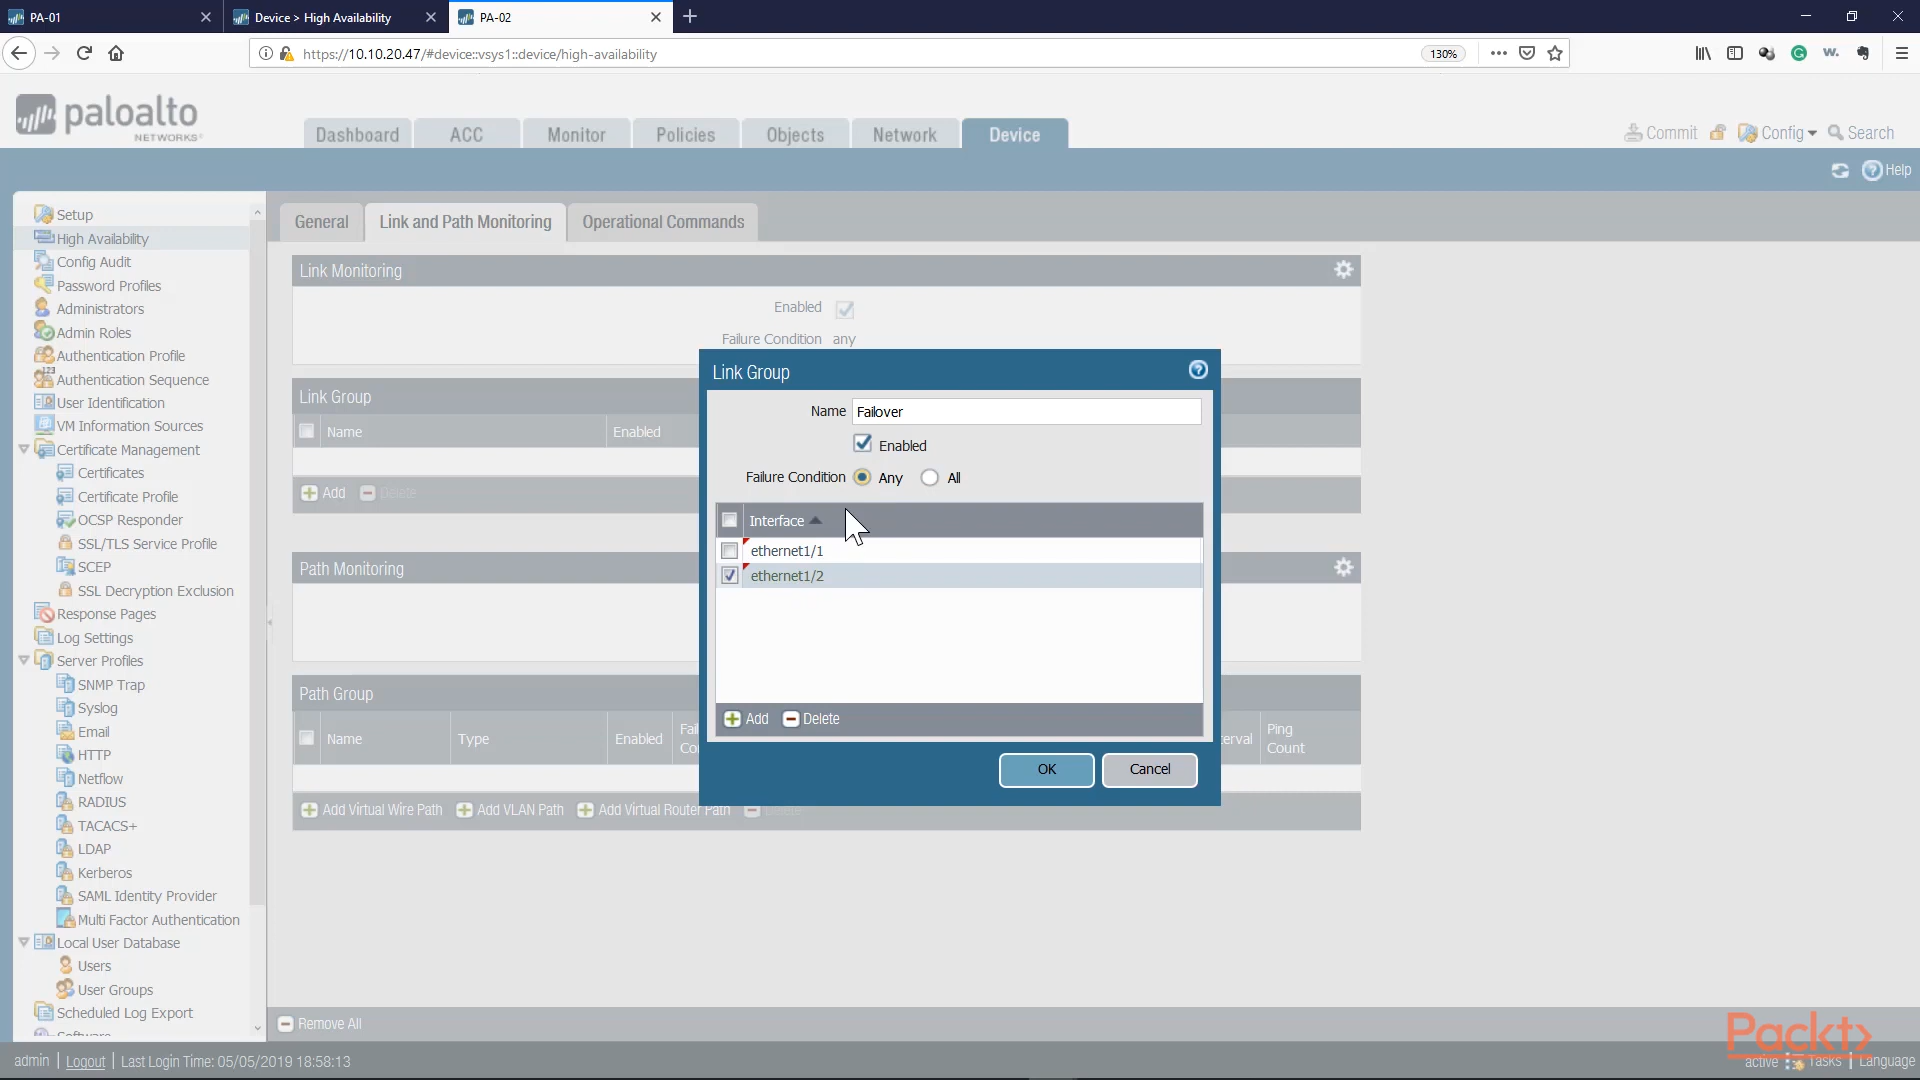 PA-01
Device > High Availability
PA-02
https://10.10.20.47/#device::vsys1::device/high-availability
130%
paloalto
NETWORKS
Dashboard
ACC
Monitor
Policies
Objects
Network
Device
Commit
Config
Search
Help
Setup
High Availability
Config Audit
Password Profiles
Administrators
Admin Roles
Authentication Profile
Authentication Sequence
User Identification
VM Information Sources
Certificate Management
Certificates
Certificate Profile
OCSP Responder
SSL/TLS Service Profile
SCEP
SSL Decryption Exclusion
Response Pages
Log Settings
Server Profiles
SNMP Trap
Syslog
Email
HTTP
Netflow
RADIUS
TACACS+
LDAP
Kerberos
SAML Identity Provider
Multi Factor Authentication
Local User Database
Users
User Groups
Scheduled Log Export
General
Link and Path Monitoring
Operational Commands
Link Monitoring
Enabled
Failure Condition any
Link Group
Name
Enabled
Add
Delete
Path Monitoring
Path Group
Name
Type
Enabled
Ping
Count
Add Virtual Wire Path
Add VLAN Path
Add Virtual Router Path
Link Group
Name Failover
Enabled
Failure Condition Any All
Interface
ethernet1/1
ethernet1/2
Add Delete
OK
Cancel
Remove All
Packt>
admin | Logout | Last Login Time: 05/05/2019 18:58:13
active
Tasks | Language